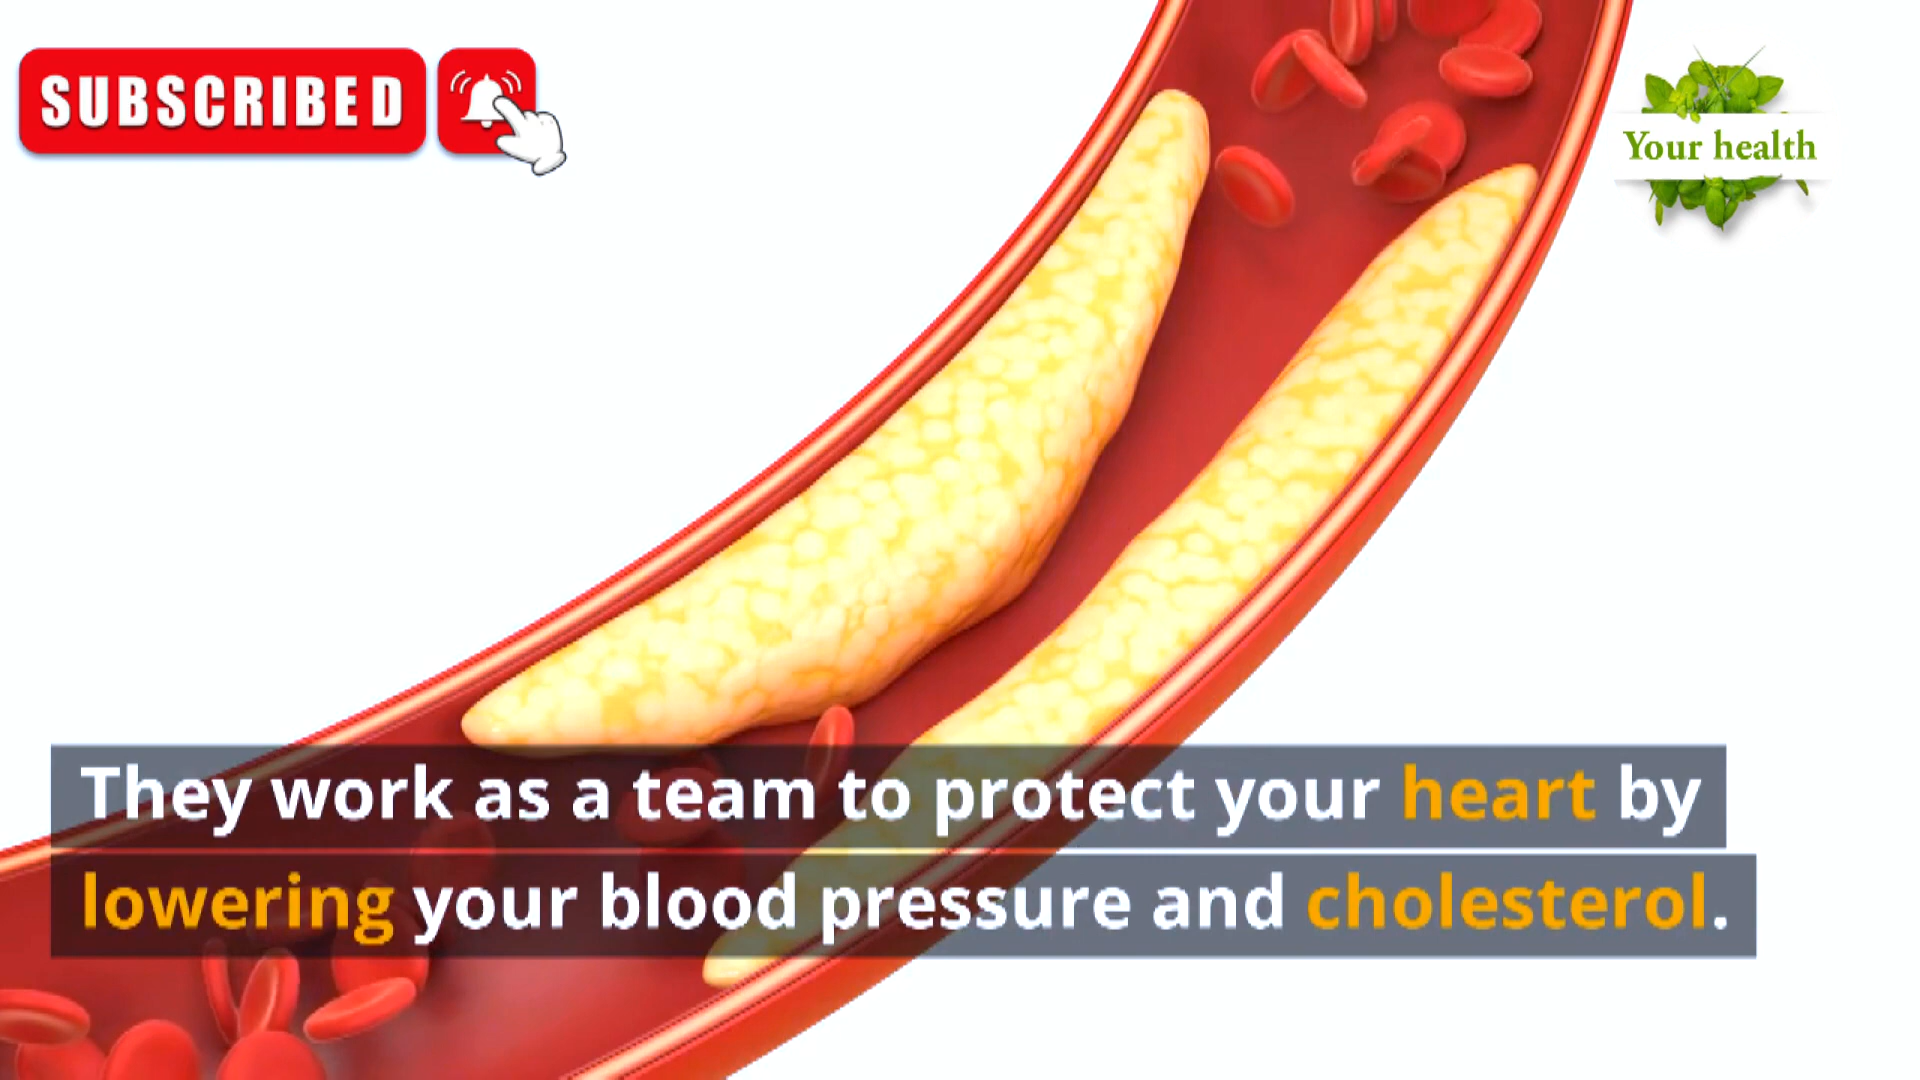 SUBSCRIBED
Your health
They work as a team to protect your heart by
lowering your blood pressure and cholesterol.